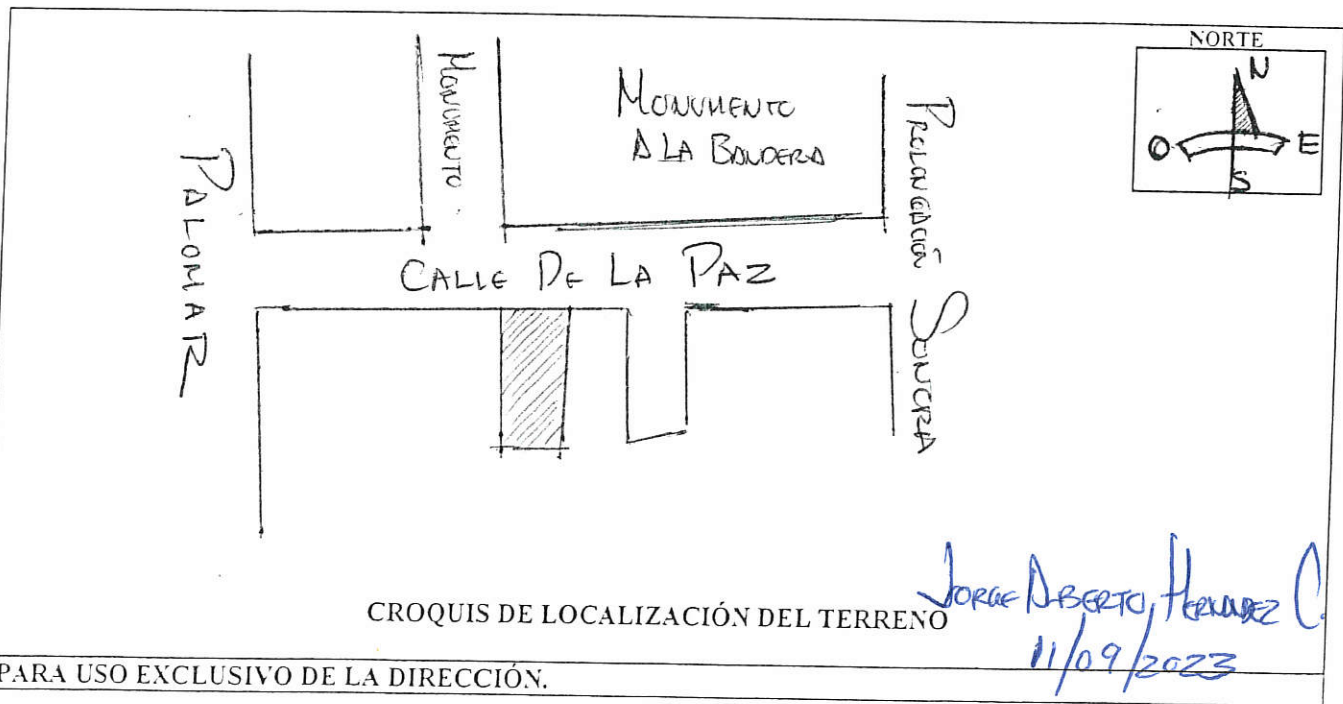 NORTE
N
O E
S
MONUMENTO
MONUMENTO
A LA BANDERA
PROLONGACIÓN SONORA
PALOMAR
CALLE DE LA PAZ
CROQUIS DE LOCALIZACIÓN DEL TERRENO
JORGE ALBERTO HERNANDEZ C.
11/09/2023
PARA USO EXCLUSIVO DE LA DIRECCIÓN.